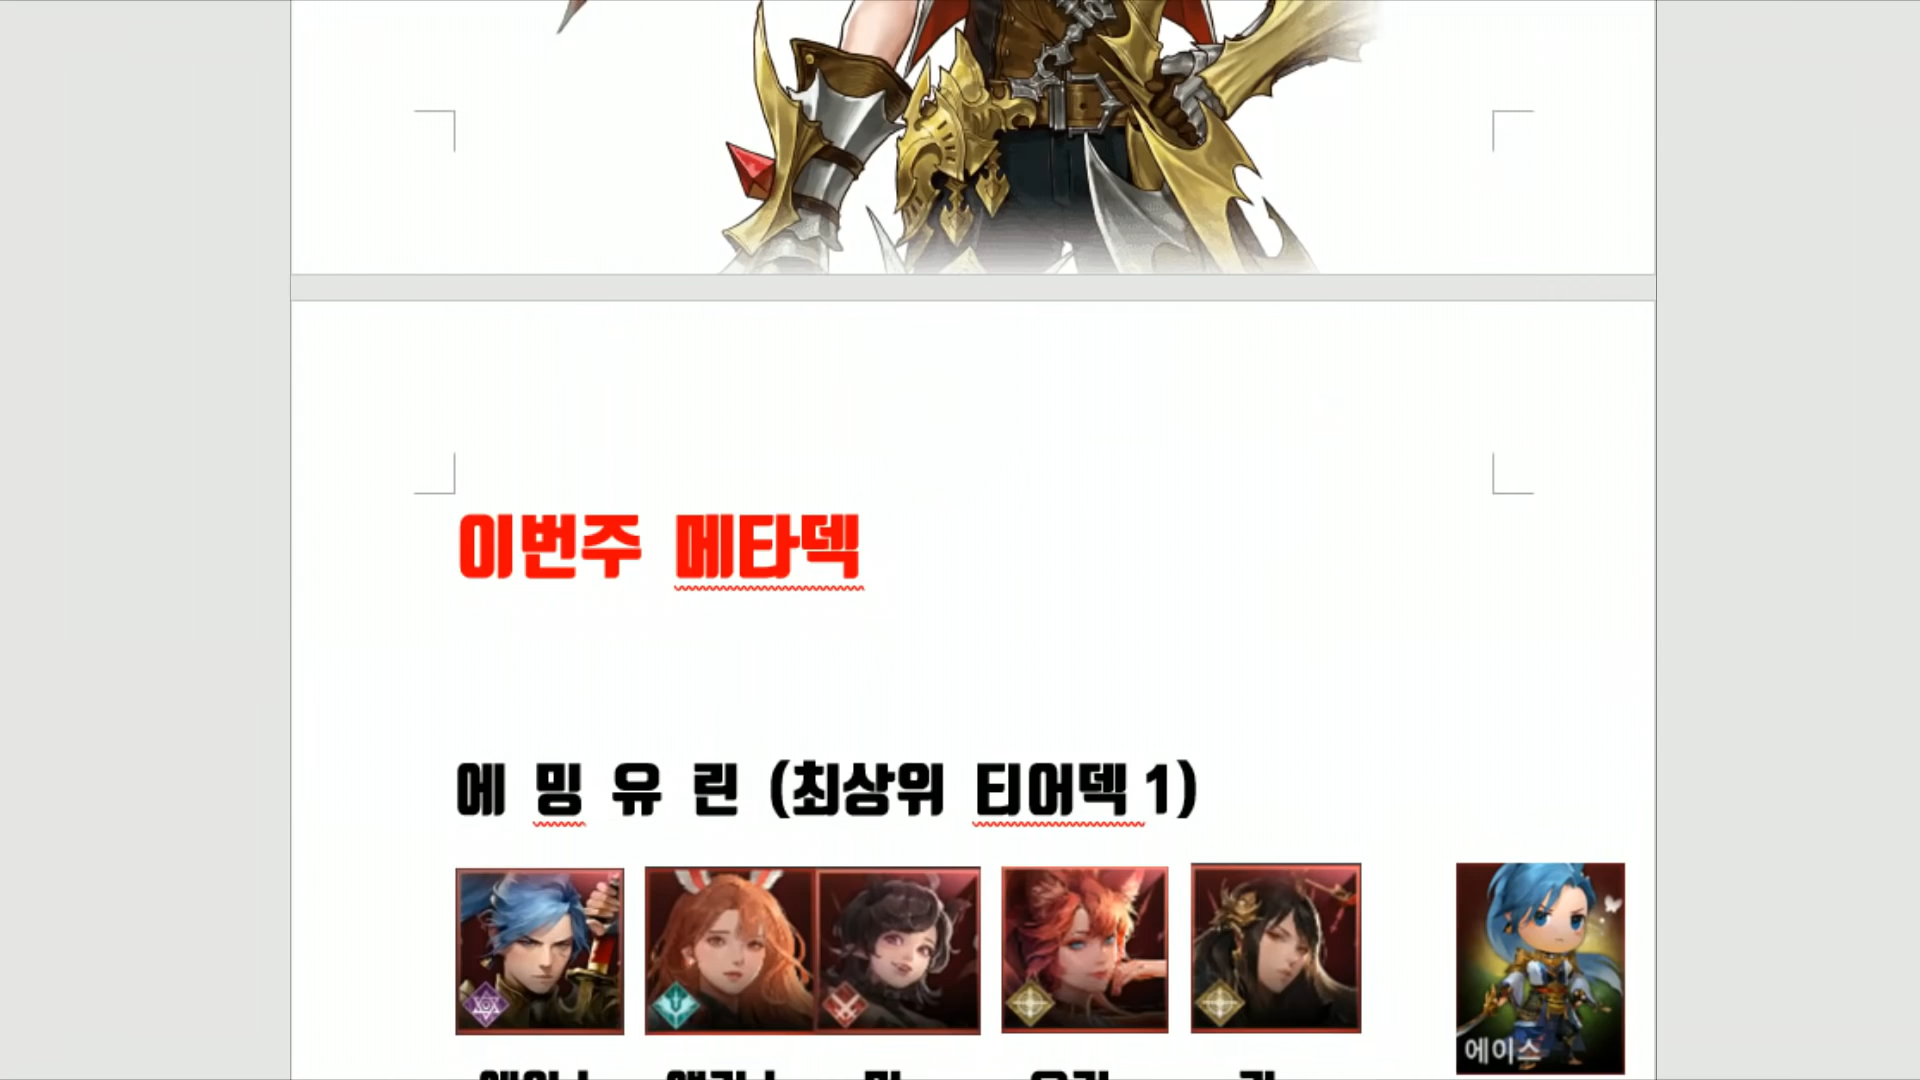 이번주 메타덱
에 밍 유 린 (최상위 티어덱 1)
에이스